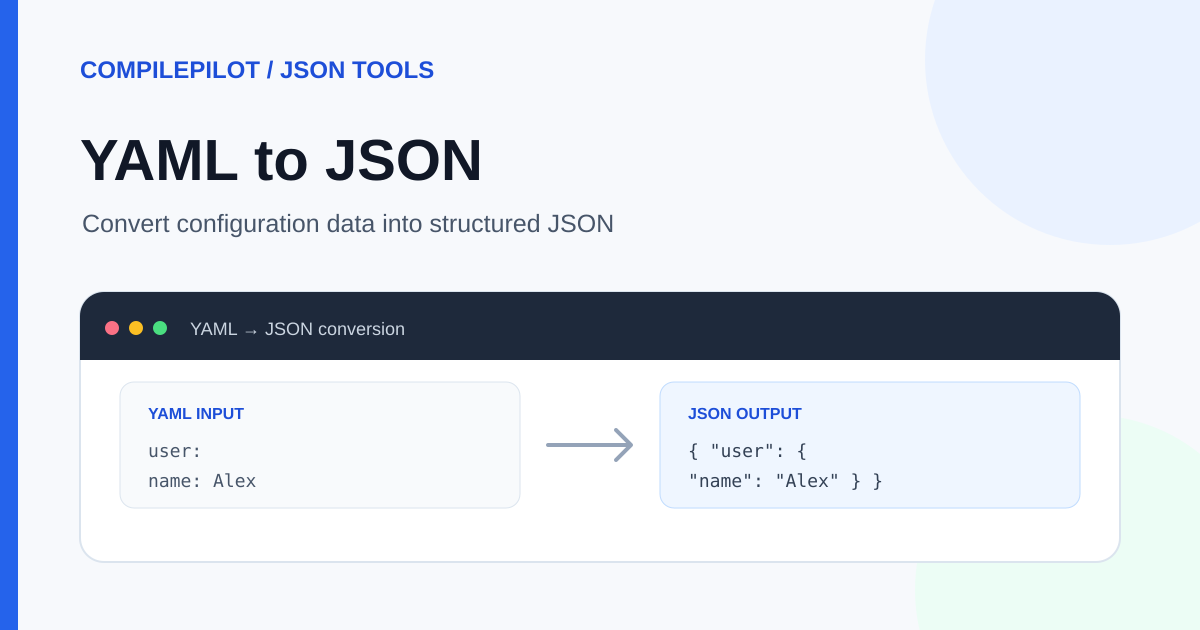 COMPILEPILOT / JSON TOOLS
YAML to JSON
Convert configuration data into structured JSON
YAML → JSON conversion
YAML INPUT
user:
name: Alex
JSON OUTPUT
{ "user": {
"name": "Alex" } }